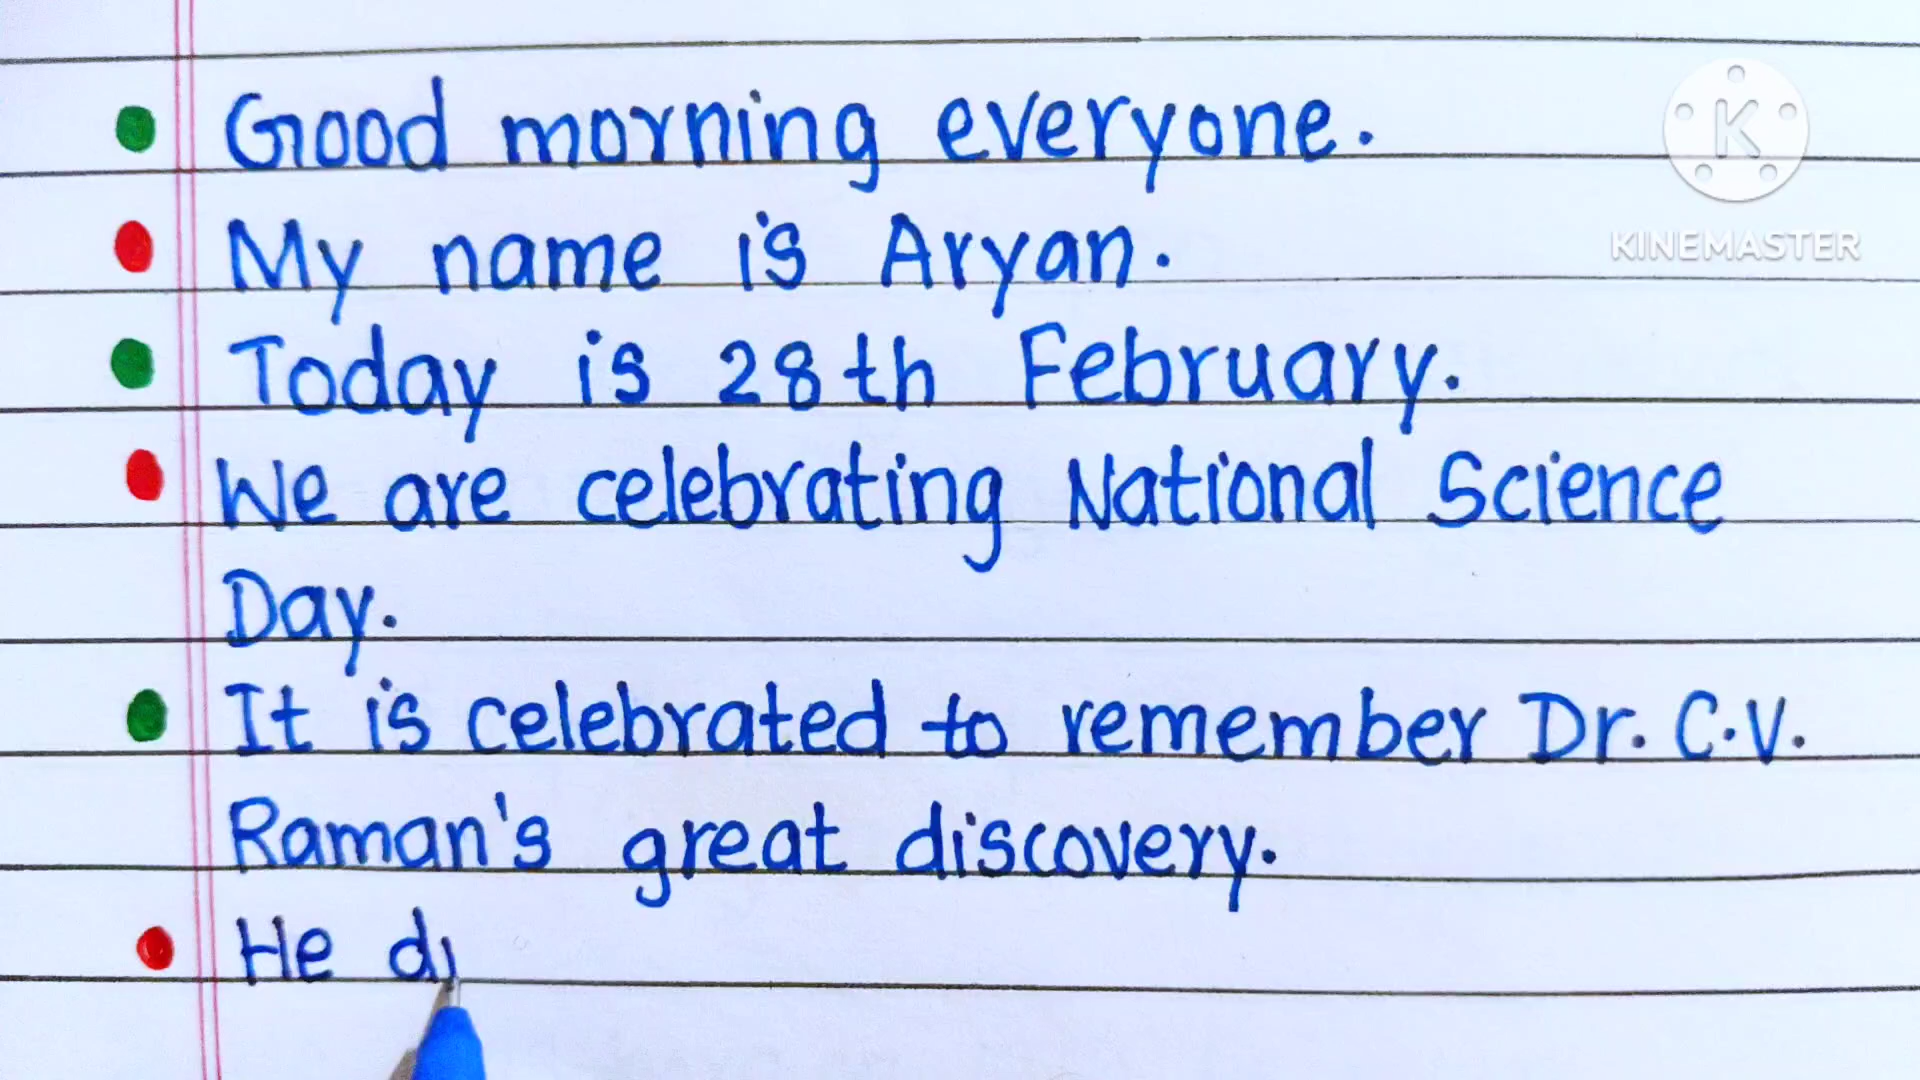 Good morning everyone.
My name is Aryan.
Today is 28th February.
We are celebrating National Science
Day.
It is celebrated to remember Dr. C.V.
Raman's great discovery.
He
K
KINEMASTER